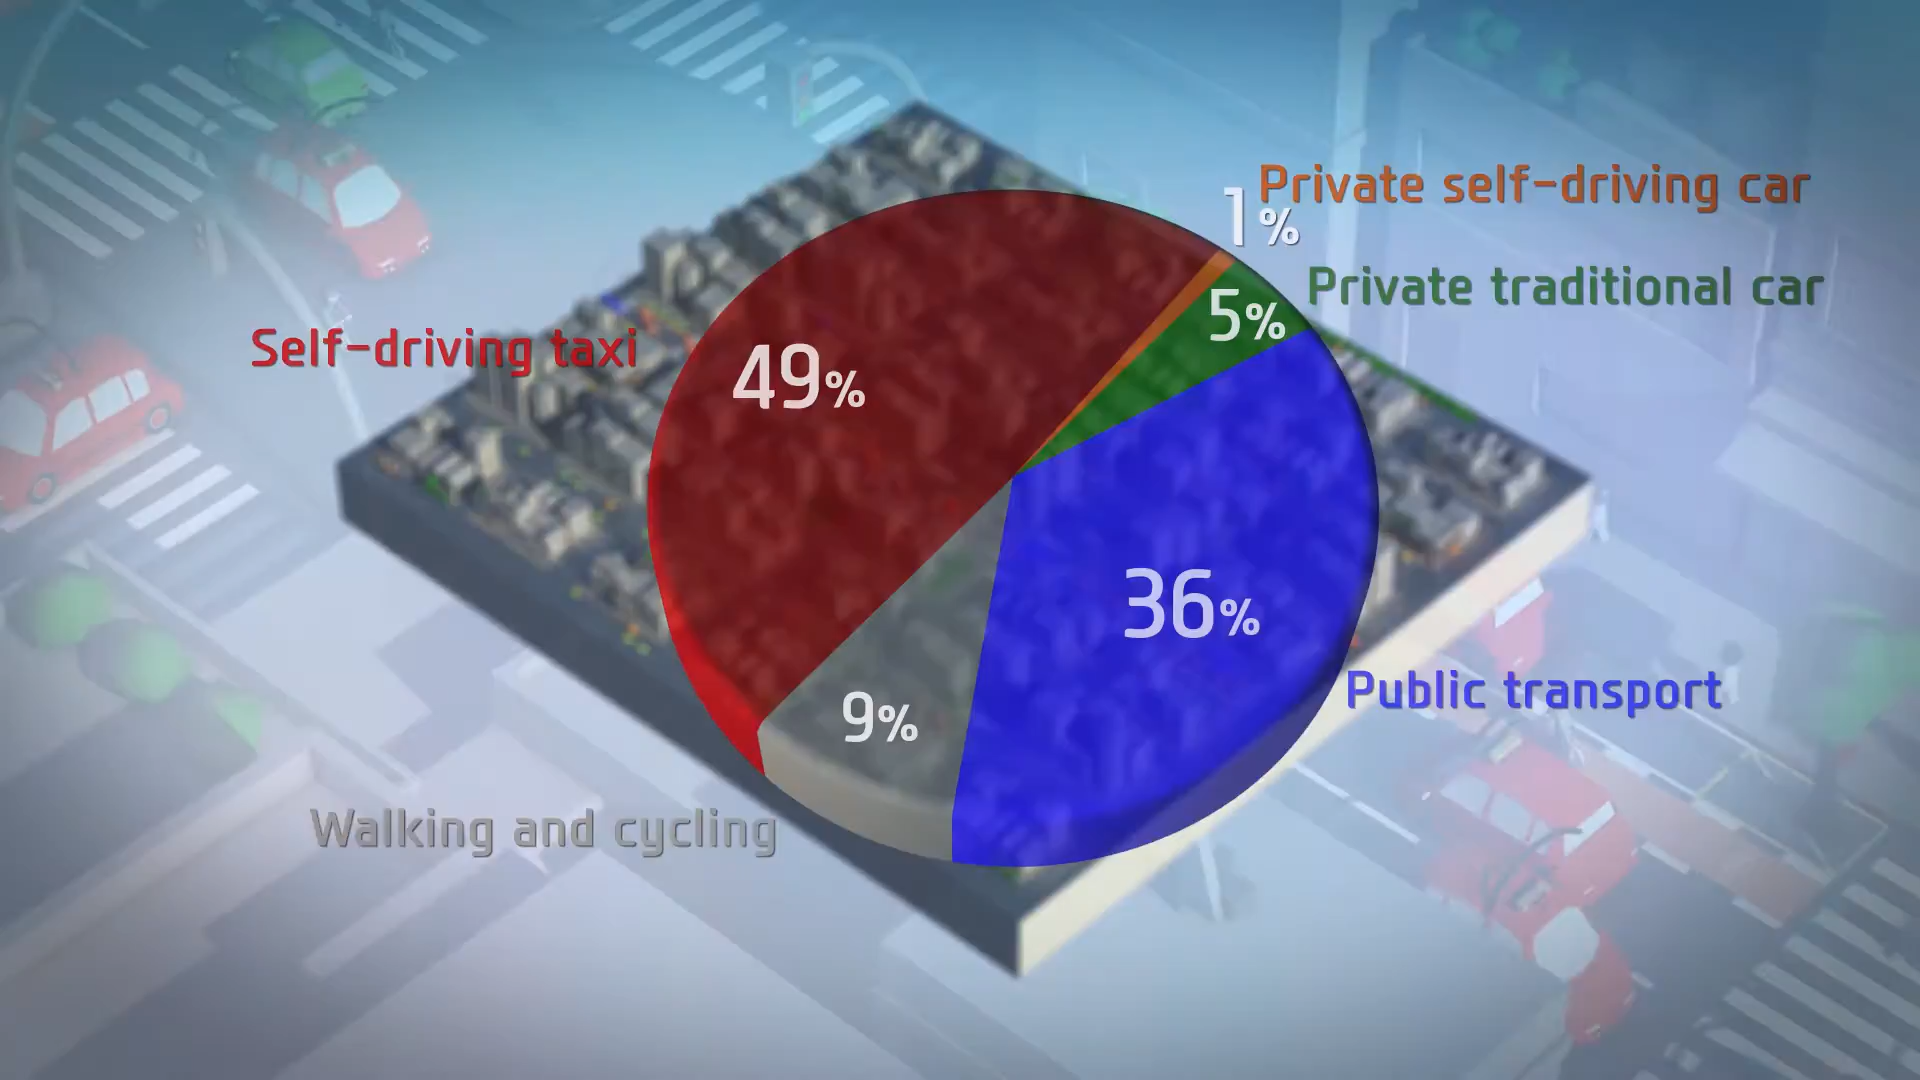 Private self-driving car
1%
Private traditional car
5%
Self-driving taxi
49%
36%
Public transport
9%
Walking and cycling